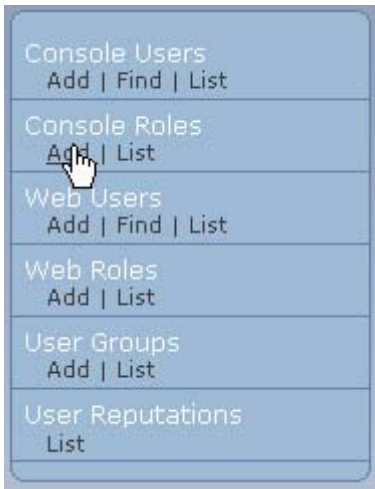 Console Users
Add | Find | List
Console Roles
Add | List
Web Users
Add | Find | List
Web Roles
Add | List
User Groups
Add | List
User Reputations
List